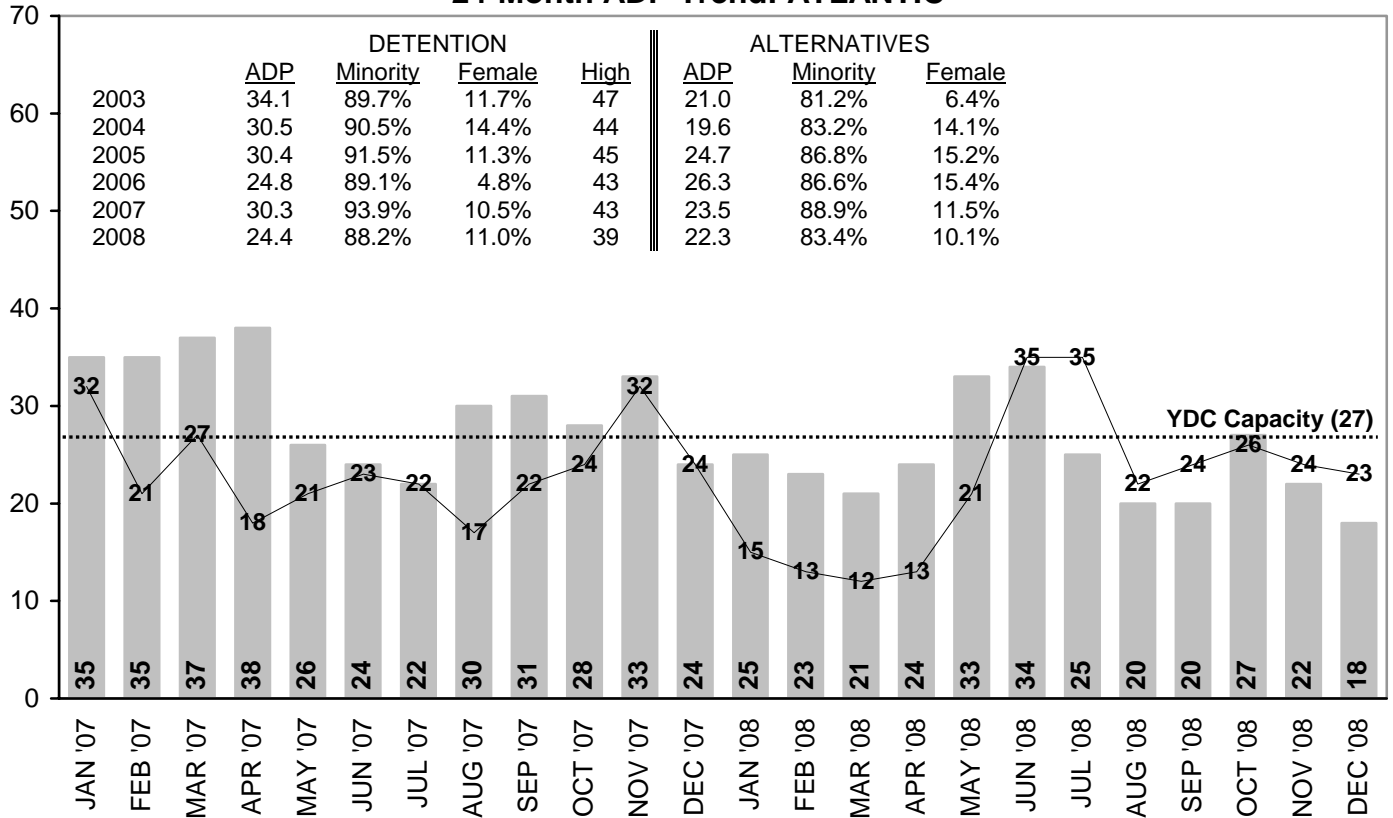 24 Month ADP Trend: ATLANTIC
70
60
50
40
30
20
10
0
DETENTION ALTERNATIVES
ADP Minority Female High ADP Minority Female
2003 34.1 89.7% 11.7% 47 21.0 81.2% 6.4%
2004 30.5 90.5% 14.4% 44 19.6 83.2% 14.1%
2005 30.4 91.5% 11.3% 45 24.7 86.8% 15.2%
2006 24.8 89.1% 4.8% 43 26.3 86.6% 15.4%
2007 30.3 93.9% 10.5% 43 23.5 88.9% 11.5%
2008 24.4 88.2% 11.0% 39 22.3 83.4% 10.1%
YDC Capacity (27)
32 21 27 18 21 23 22 17 22 24 32 24 15 13 12 13 21 35 35 22 24 26 24 23
35 35 37 38 26 24 22 30 31 28 33 24 25 23 21 24 33 34 25 20 20 27 22 18
JAN '07 FEB '07 MAR '07 APR '07 MAY '07 JUN '07 JUL '07 AUG '07 SEP '07 OCT '07 NOV '07 DEC '07 JAN '08 FEB '08 MAR '08 APR '08 MAY '08 JUN '08 JUL '08 AUG '08 SEP '08 OCT '08 NOV '08 DEC '08